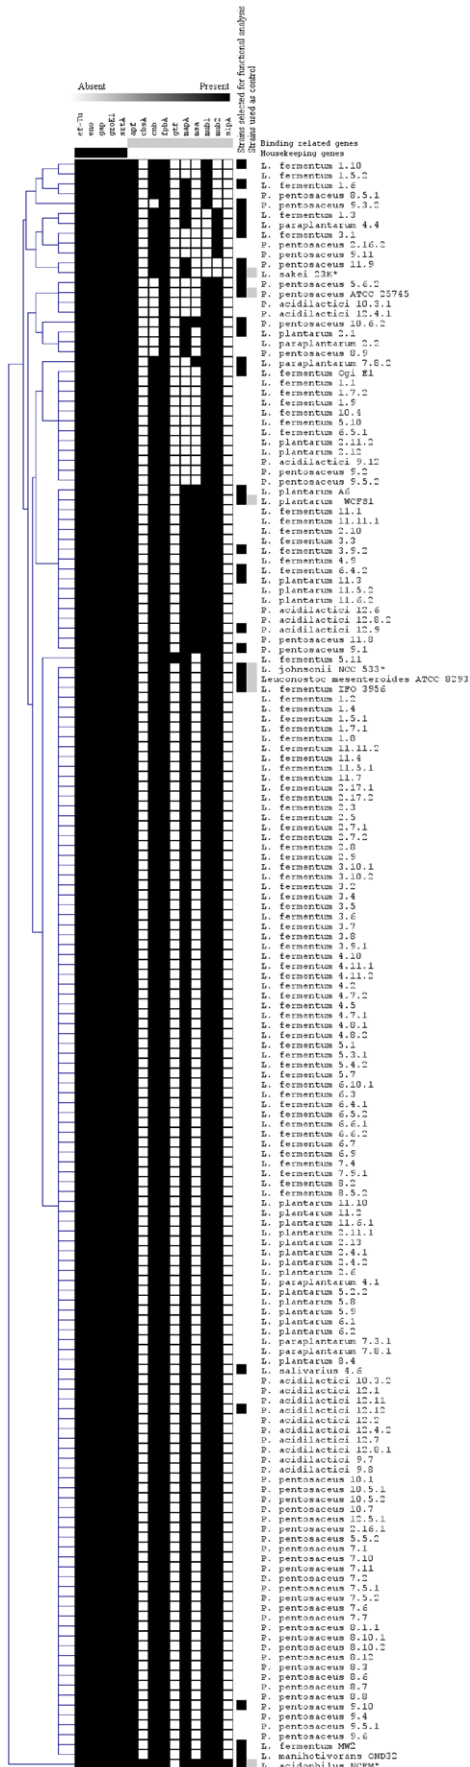 Absent
Present
ef-Tu
eno
gap
groEl
srtA
apf
cbsA
cnb
fpbA
gtf
mapA
msa
mub1
mub2
slpA
Strains selected for functional analysis
Strains used as control
Binding related genes
Housekeeping genes
L. fermentum 1.10
L. fermentum 1.5.2
L. fermentum 1.6
P. pentosaceus 8.5.1
P. pentosaceus 9.3.2
L. fermentum 1.3
L. paraplantarum 4.4
L. fermentum 3.1
P. pentosaceus 2.16.2
P. pentosaceus 9.11
P. pentosaceus 11.9
L. sakei 23K*
P. pentosaceus 5.6.2
P. pentosaceus ATCC 25745
P. acidilactici 10.3.1
P. acidilactici 12.4.1
P. pentosaceus 10.6.2
L. plantarum 2.1
L. paraplantarum 2.2
P. pentosaceus 8.9
L. paraplantarum 7.8.2
L. fermentum Ogi E1
L. fermentum 1.1
L. fermentum 1.7.2
L. fermentum 1.9
L. fermentum 10.4
L. fermentum 5.10
L. fermentum 6.5.1
L. plantarum 2.11.2
L. plantarum 2.12
P. acidilactici 9.12
P. pentosaceus 9.2
P. pentosaceus 9.5.2
L. plantarum A6
L. plantarum WCFS1
L. fermentum 11.1
L. fermentum 11.11.1
L. fermentum 2.10
L. fermentum 3.3
L. fermentum 3.9.2
L. fermentum 4.9
L. fermentum 6.4.2
L. plantarum 11.3
L. plantarum 11.5.2
L. plantarum 11.6.2
P. acidilactici 12.6
P. acidilactici 12.8.2
P. acidilactici 12.9
P. pentosaceus 11.8
P. pentosaceus 9.1
L. fermentum 5.11
L. johnsonii NCC 533*
Leuconostoc mesenteroides ATCC 8293
L. fermentum IFO 3956
L. fermentum 1.2
L. fermentum 1.4
L. fermentum 1.5.1
L. fermentum 1.7.1
L. fermentum 1.8
L. fermentum 11.11.2
L. fermentum 11.4
L. fermentum 11.5.1
L. fermentum 11.7
L. fermentum 2.17.1
L. fermentum 2.17.2
L. fermentum 2.3
L. fermentum 2.5
L. fermentum 2.7.1
L. fermentum 2.7.2
L. fermentum 2.8
L. fermentum 2.9
L. fermentum 3.10.1
L. fermentum 3.10.2
L. fermentum 3.2
L. fermentum 3.4
L. fermentum 3.5
L. fermentum 3.6
L. fermentum 3.7
L. fermentum 3.8
L. fermentum 3.9.1
L. fermentum 4.10
L. fermentum 4.11.1
L. fermentum 4.11.2
L. fermentum 4.2
L. fermentum 4.7.2
L. fermentum 4.5
L. fermentum 4.7.1
L. fermentum 4.8.1
L. fermentum 4.8.2
L. fermentum 5.1
L. fermentum 5.3.1
L. fermentum 5.4.2
L. fermentum 5.7
L. fermentum 6.10.1
L. fermentum 6.3
L. fermentum 6.4.1
L. fermentum 6.5.2
L. fermentum 6.6.1
L. fermentum 6.6.2
L. fermentum 6.7
L. fermentum 6.9
L. fermentum 7.4
L. fermentum 7.9.1
L. fermentum 8.2
L. fermentum 8.5.2
L. plantarum 11.10
L. plantarum 11.2
L. plantarum 11.6.1
L. plantarum 2.11.1
L. plantarum 2.13
L. plantarum 2.4.1
L. plantarum 2.4.2
L. plantarum 2.6
L. paraplantarum 4.1
L. plantarum 5.2.2
L. plantarum 5.8
L. plantarum 5.9
L. plantarum 6.1
L. plantarum 6.2
L. paraplantarum 7.3.1
L. paraplantarum 7.8.1
L. plantarum 8.4
L. salivarius 4.6
P. acidilactici 10.3.2
P. acidilactici 12.1
P. acidilactici 12.11
P. acidilactici 12.12
P. acidilactici 12.2
P. acidilactici 12.4.2
P. acidilactici 12.7
P. acidilactici 12.8.1
P. acidilactici 9.7
P. acidilactici 9.8
P. pentosaceus 10.1
P. pentosaceus 10.5.1
P. pentosaceus 10.5.2
P. pentosaceus 10.7
P. pentosaceus 12.5.1
P. pentosaceus 2.16.1
P. pentosaceus 5.5.2
P. pentosaceus 7.1
P. pentosaceus 7.10
P. pentosaceus 7.11
P. pentosaceus 7.2
P. pentosaceus 7.5.1
P. pentosaceus 7.5.2
P. pentosaceus 7.6
P. pentosaceus 7.7
P. pentosaceus 8.1.1
P. pentosaceus 8.10.1
P. pentosaceus 8.10.2
P. pentosaceus 8.12
P. pentosaceus 8.3
P. pentosaceus 8.6
P. pentosaceus 8.7
P. pentosaceus 8.8
P. pentosaceus 9.10
P. pentosaceus 9.4
P. pentosaceus 9.5.1
P. pentosaceus 9.6
L. fermentum MW2
L. manihotivorans OND32
L. acidophilus NCFM*